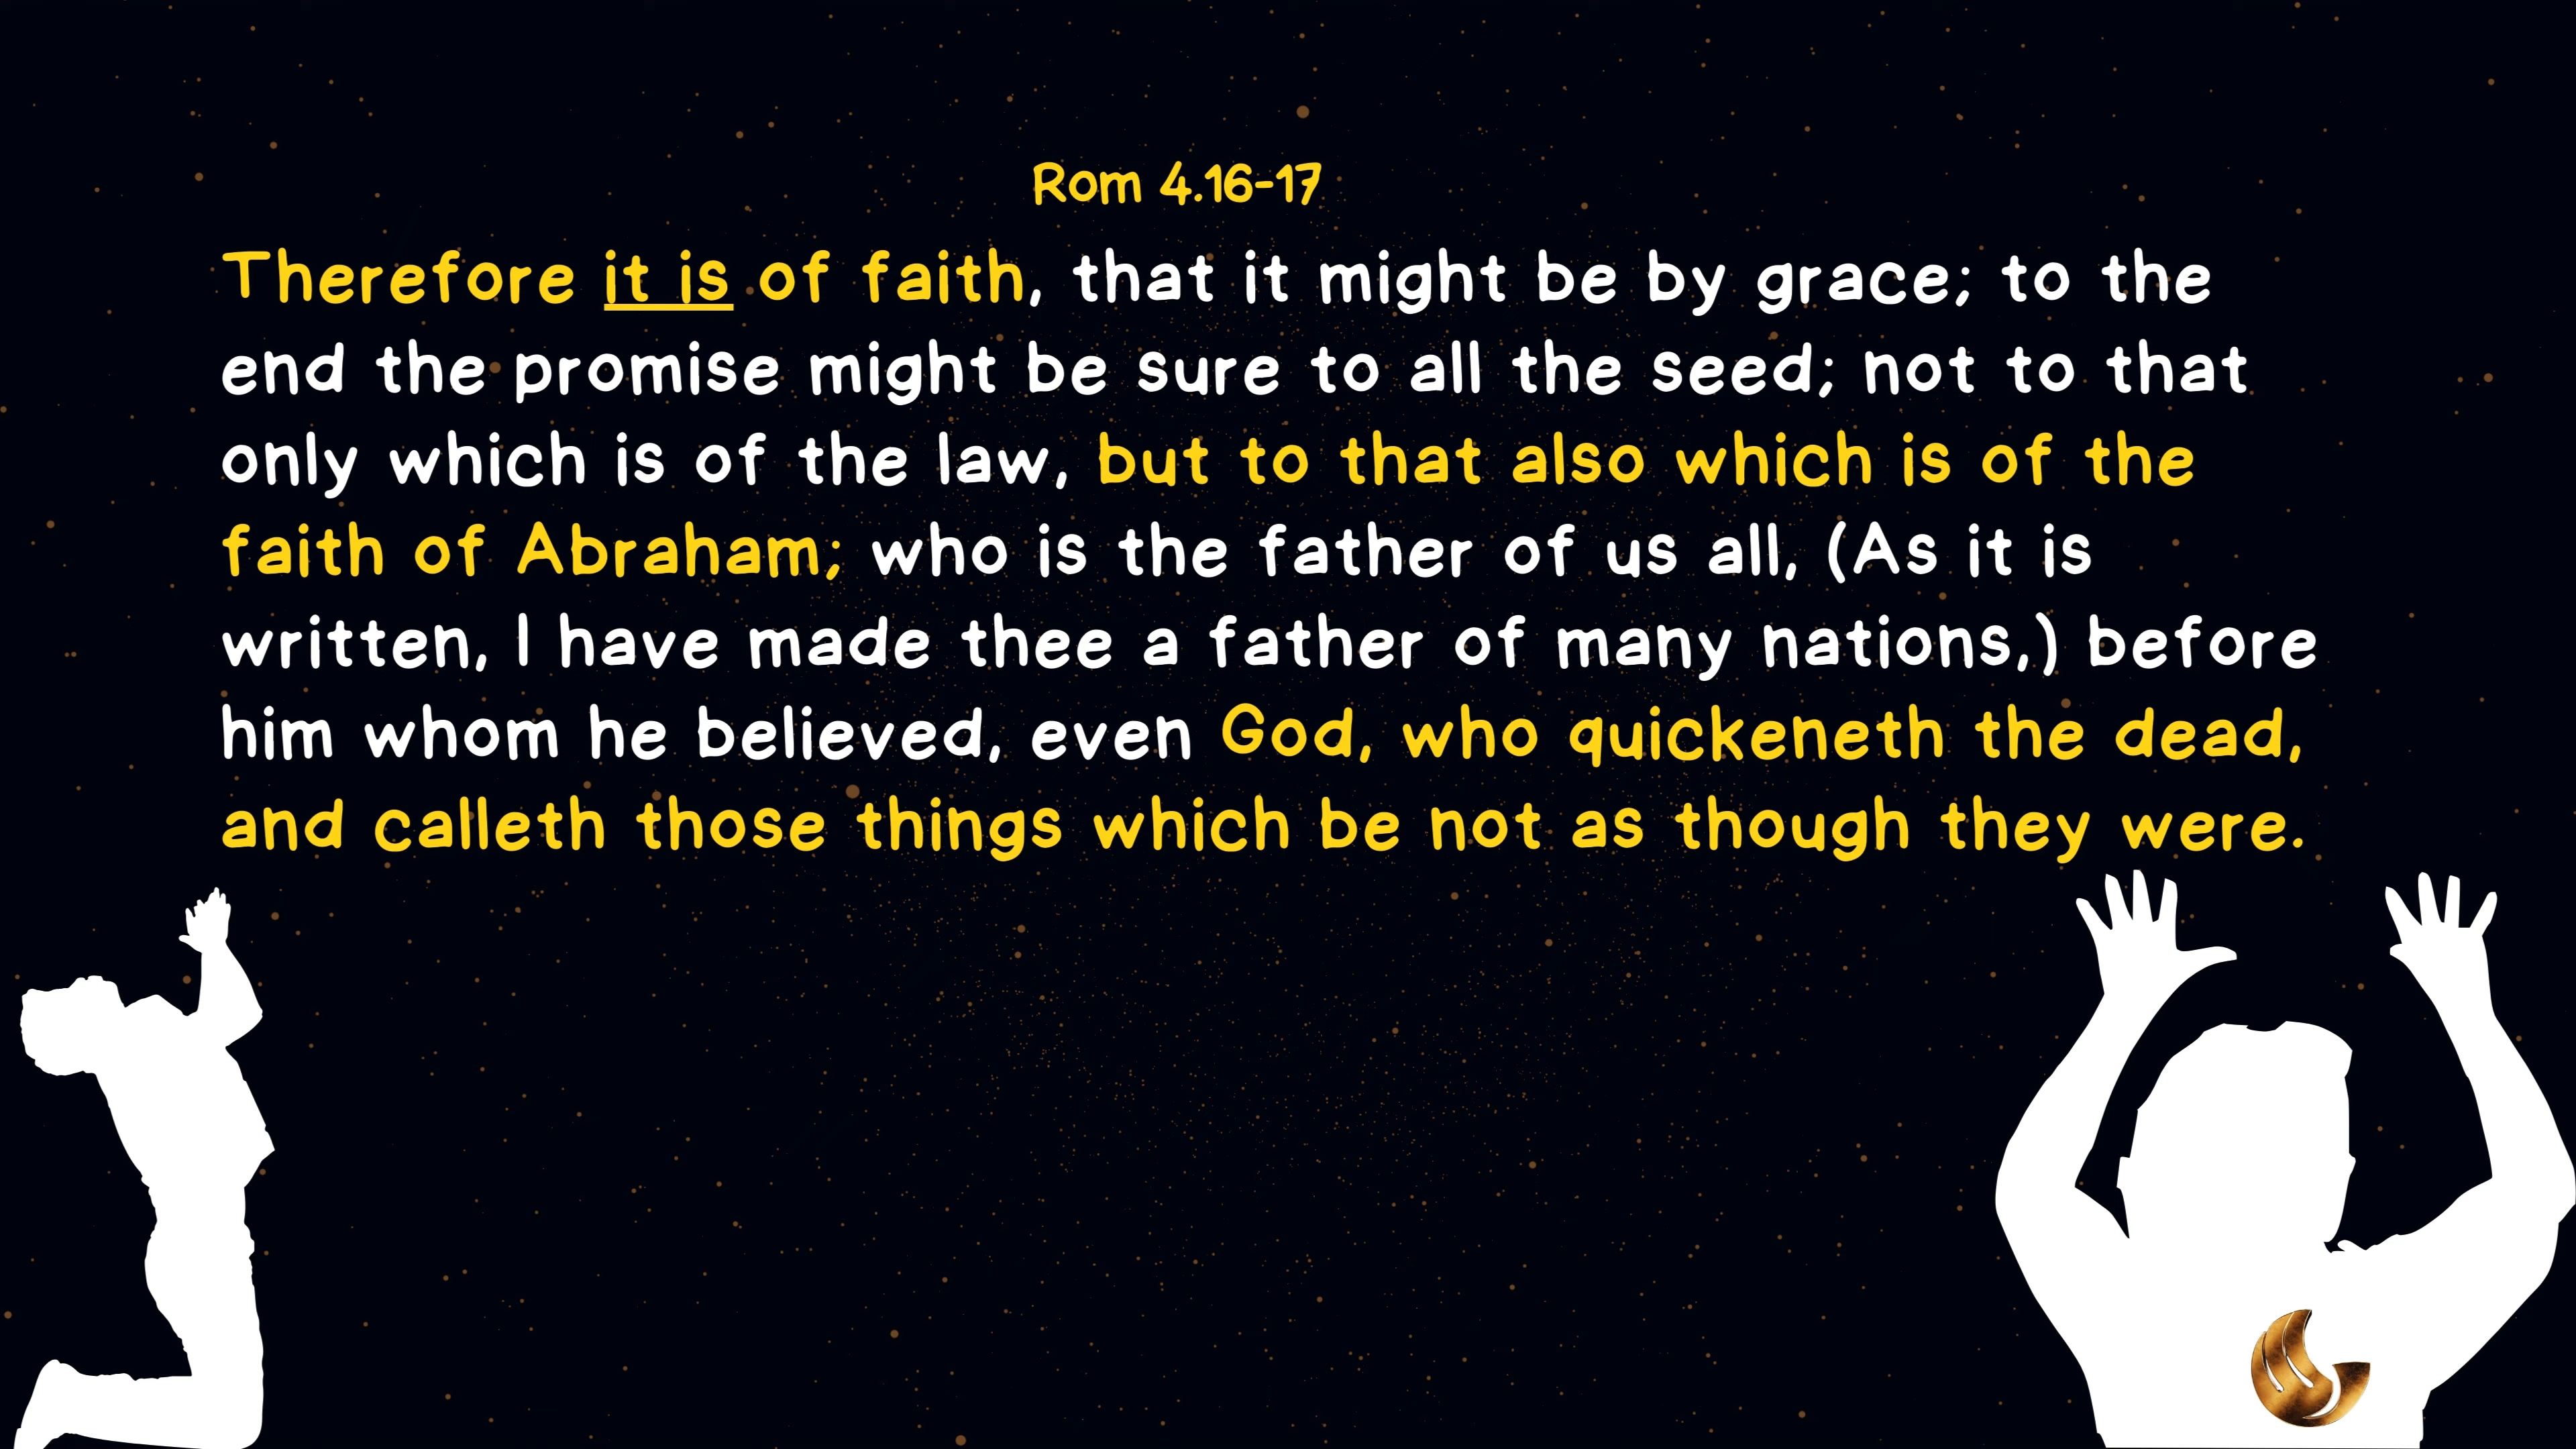 Rom 4.16-17
Therefore it is of faith, that it might be by grace; to the
end the promise might be sure to all the seed; not to that
only which is of the law, but to that also which is of the
faith of Abraham; who is the father of us all, (As it is
written, I have made thee a father of many nations,) before
him whom he believed, even God, who quickeneth the dead,
and calleth those things which be not as though they were.